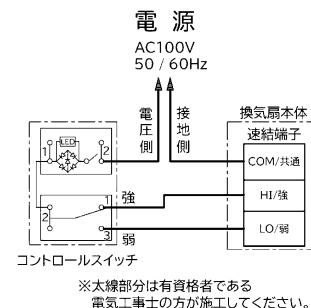 電源
AC100V
50 / 60Hz
電圧側
接地側
換気扇本体
速結端子
COM/共通
HI/強
LO/弱
LED
1
2
強
1
2
3
弱
コントロールスイッチ
※太線部分は有資格者である
電気工事士の方が施工してください。